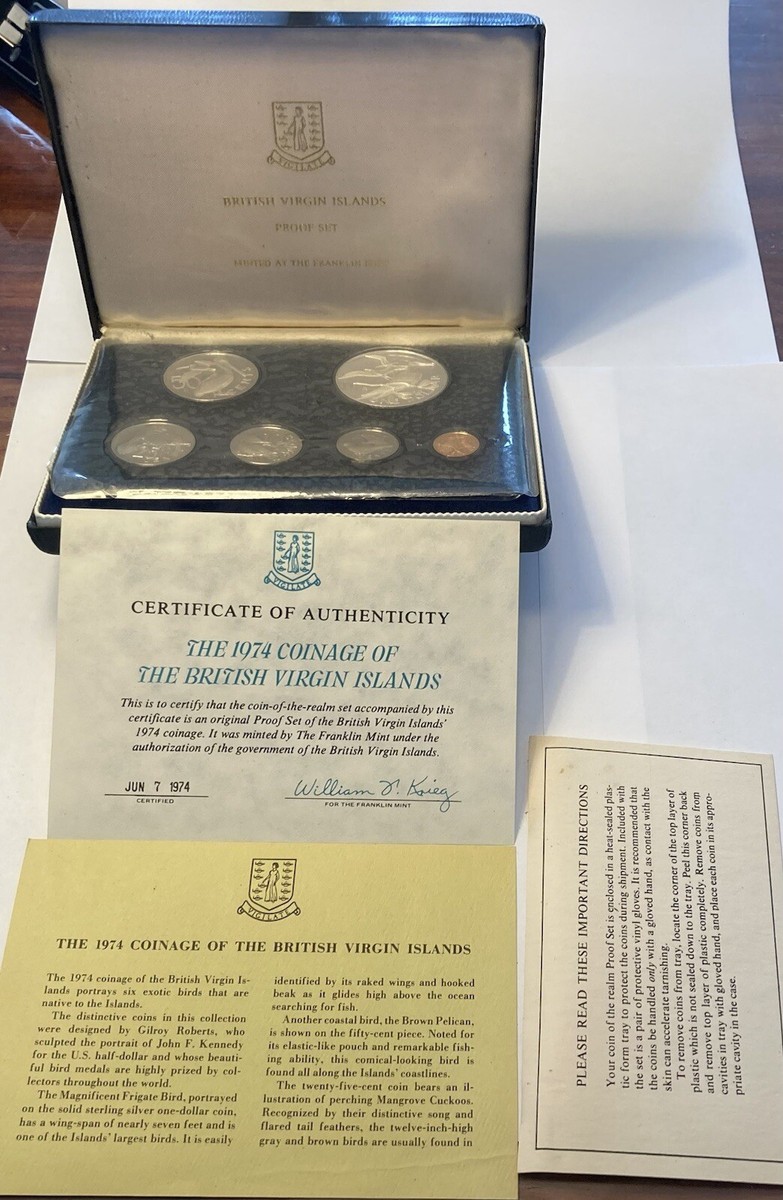 VIGILATE
BRITISH VIRGIN ISLANDS
PROOF SET
MINTED AT THE FRANKLIN MINT
VIGILATE
CERTIFICATE OF AUTHENTICITY
THE 1974 COINAGE OF
THE BRITISH VIRGIN ISLANDS
This is to certify that the coin-of-the-realm set accompanied by this
certificate is an original Proof Set of the British Virgin Islands'
1974 coinage. It was minted by The Franklin Mint under the
authorization of the government of the British Virgin Islands.
JUN 7 1974
CERTIFIED
William T. Krieg
FOR THE FRANKLIN MINT
VIGILATE
THE 1974 COINAGE OF THE BRITISH VIRGIN ISLANDS
The 1974 coinage of the British Virgin Is-
lands portrays six exotic birds that are
native to the Islands.
The distinctive coins in this collection
were designed by Gilroy Roberts, who
sculpted the portrait of John F. Kennedy
for the U.S. half-dollar and whose beauti-
ful bird medals are highly prized by col-
lectors throughout the world.
The Magnificent Frigate Bird, portrayed
on the solid sterling silver one-dollar coin,
has a wing-span of nearly seven feet and is
one of the Islands' largest birds. It is easily
identified by its raked wings and hooked
beak as it glides high above the ocean
searching for fish.
Another coastal bird, the Brown Pelican,
is shown on the fifty-cent piece. Noted for
its elastic-like pouch and remarkable fish-
ing ability, this comical-looking bird is
found all along the Islands' coastlines.
The twenty-five-cent coin bears an il-
lustration of perching Mangrove Cuckoos.
Recognized by their distinctive song and
flared tail feathers, the twelve-inch-high
gray and brown birds are usually found in
PLEASE READ THESE IMPORTANT DIRECTIONS
Your coin of the realm Proof Set is enclosed in a heat-sealed plas-
tic form tray to protect the coins during shipment. Included with
the set is a pair of protective vinyl gloves. It is recommended that
the coins be handled only with a gloved hand, as contact with the
skin can accelerate tarnishing.
To remove coins from tray, locate the corner of the top layer of
plastic which is not sealed down to the tray. Peel this corner back
and remove top layer of plastic completely. Remove coins from
cavities in tray with gloved hand, and place each coin in its appro-
priate cavity in the case.